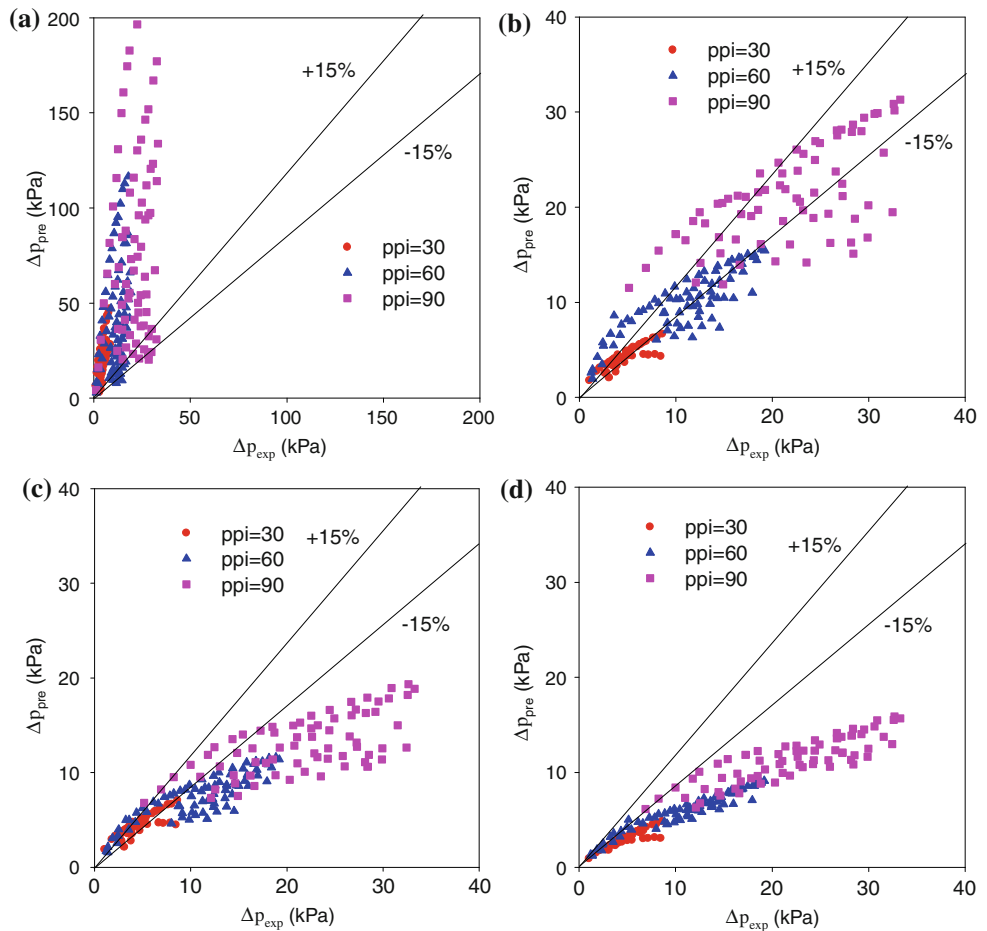 (a)
200
150
100
50
0
Δp_pre (kPa)
+15%
-15%
ppi=30
ppi=60
ppi=90
0 50 100 150 200
Δp_exp (kPa)
(b)
40
30
20
10
0
Δp_pre (kPa)
ppi=30
ppi=60
ppi=90
+15%
-15%
0 10 20 30 40
Δp_exp (kPa)
(c)
40
30
20
10
0
Δp_pre (kPa)
ppi=30
ppi=60
ppi=90
+15%
-15%
0 10 20 30 40
Δp_exp (kPa)
(d)
40
30
20
10
0
Δp_pre (kPa)
ppi=30
ppi=60
ppi=90
+15%
-15%
0 10 20 30 40
Δp_exp (kPa)